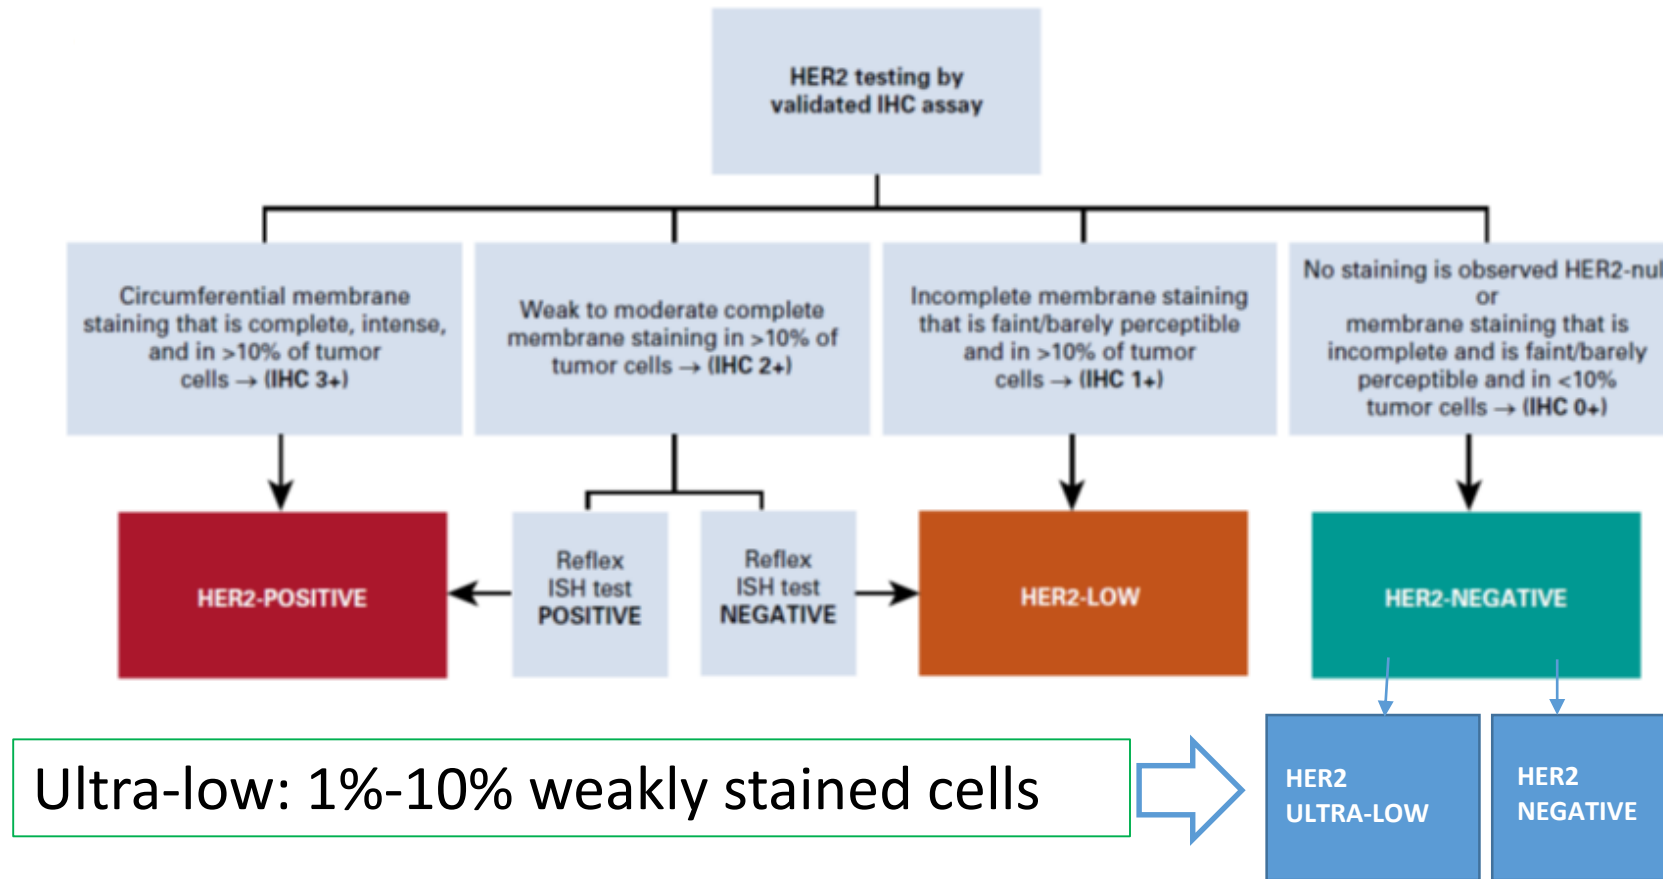 HER2 testing by
validated IHC assay
Circumferential membrane
staining that is complete, intense,
and in >10% of tumor
cells → (IHC 3+)
Weak to moderate complete
membrane staining in >10% of
tumor cells → (IHC 2+)
Incomplete membrane staining
that is faint/barely perceptible
and in >10% of tumor
cells → (IHC 1+)
No staining is observed HER2-nul
or
membrane staining that is
incomplete and is faint/barely
perceptible and in <10%
tumor cells → (IHC 0+)
HER2-POSITIVE
Reflex
ISH test
POSITIVE
Reflex
ISH test
NEGATIVE
HER2-LOW
HER2-NEGATIVE
Ultra-low: 1%-10% weakly stained cells
HER2
ULTRA-LOW
HER2
NEGATIVE